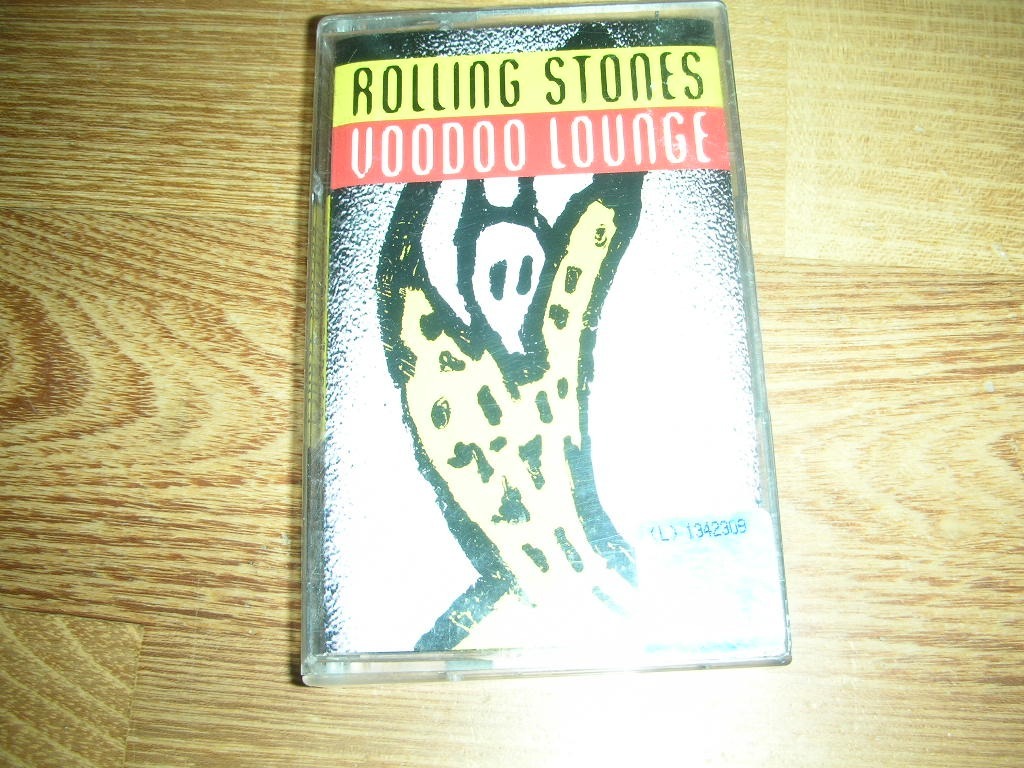 ROLLING STONES
VOODOO LOUNGE
(L) 1342309